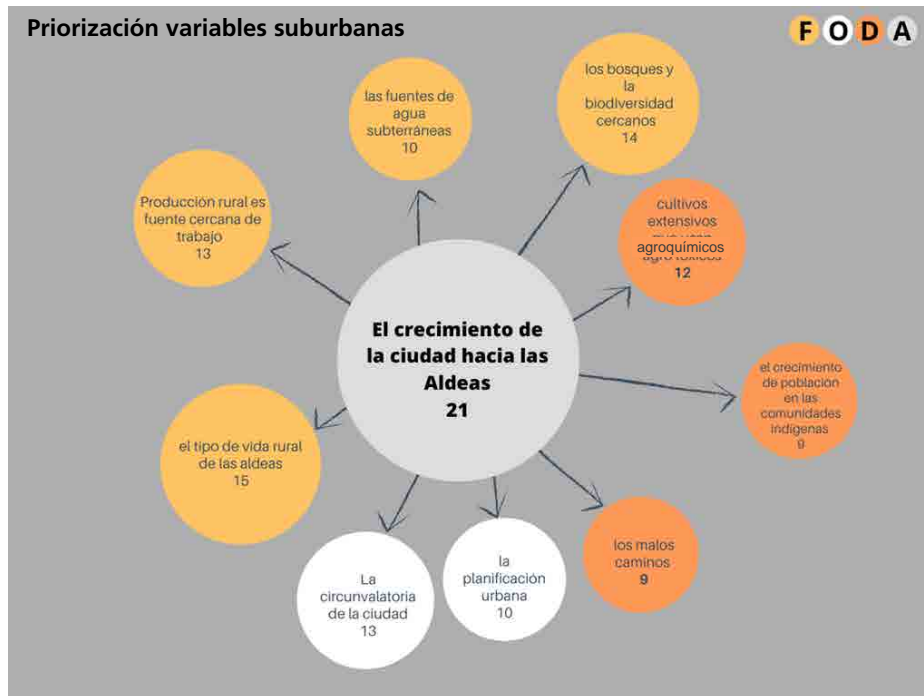 Priorización variables suburbanas
F O D A
las fuentes de
agua
subterráneas
10
los bosques y
la
biodiversidad
cercanos
14
Producción rural es
fuente cercana de
trabajo
13
cultivos
extensivos
agroquímicos
12
El crecimiento de
la ciudad hacia las
Aldeas
21
el crecimiento
de población
en las
comunidades
indígenas
9
el tipo de vida rural
de las aldeas
15
los malos
caminos
9
la
planificación
urbana
10
La
circunvalatoria
de la ciudad
13